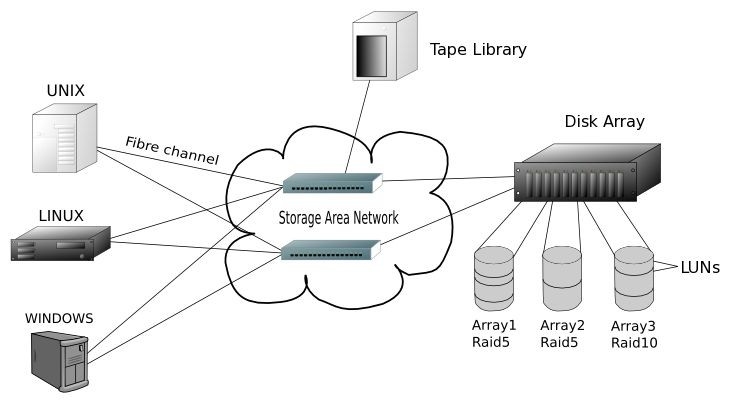 Tape Library
UNIX
Fibre channel
Disk Array
LINUX
Storage Area Network
LUNs
WINDOWS
Array1
Raid5
Array2
Raid5
Array3
Raid10